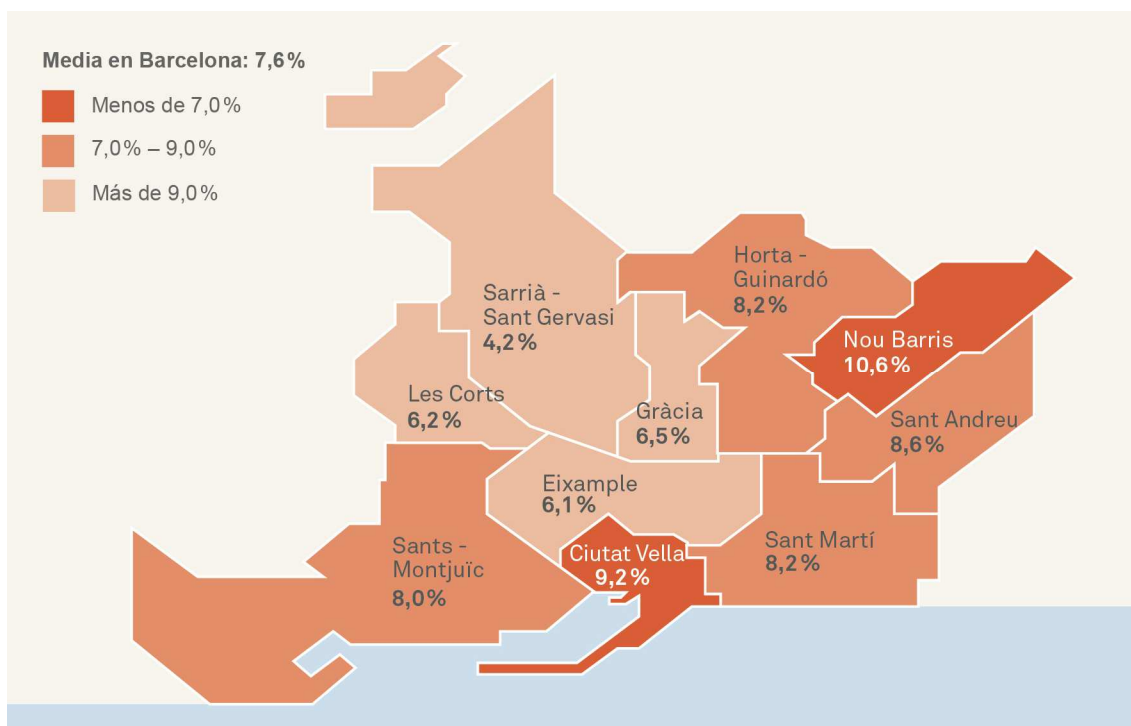 Media en Barcelona: 7,6%
Menos de 7,0%
7,0% – 9,0%
Más de 9,0%
Horta -
Guinardó
8,2%
Sarrià -
Sant Gervasi
4,2%
Nou Barris
10,6%
Les Corts
6,2%
Gràcia
6,5%
Sant Andreu
8,6%
Eixample
6,1%
Sants -
Montjuïc
8,0%
Ciutat Vella
9,2%
Sant Martí
8,2%